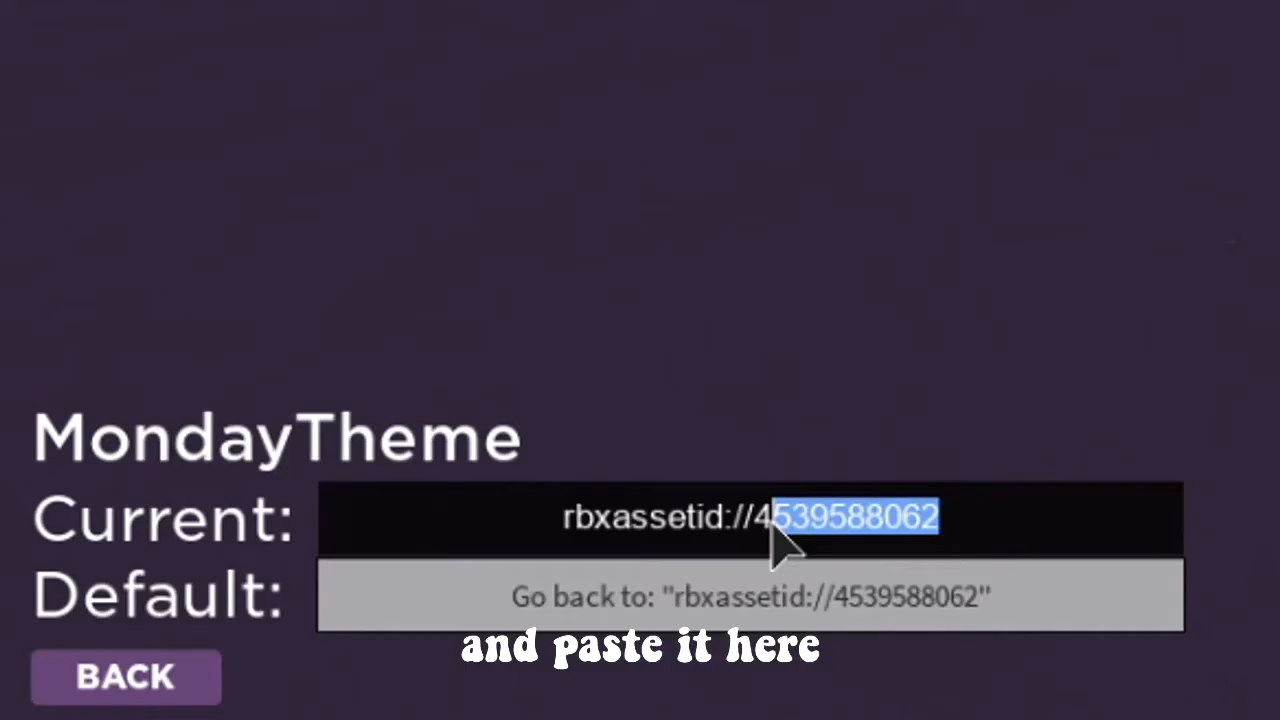 MondayTheme
Current: rbxassetid://4539588062
Default: Go back to: "rbxassetid://4539588062"
and paste it here
BACK